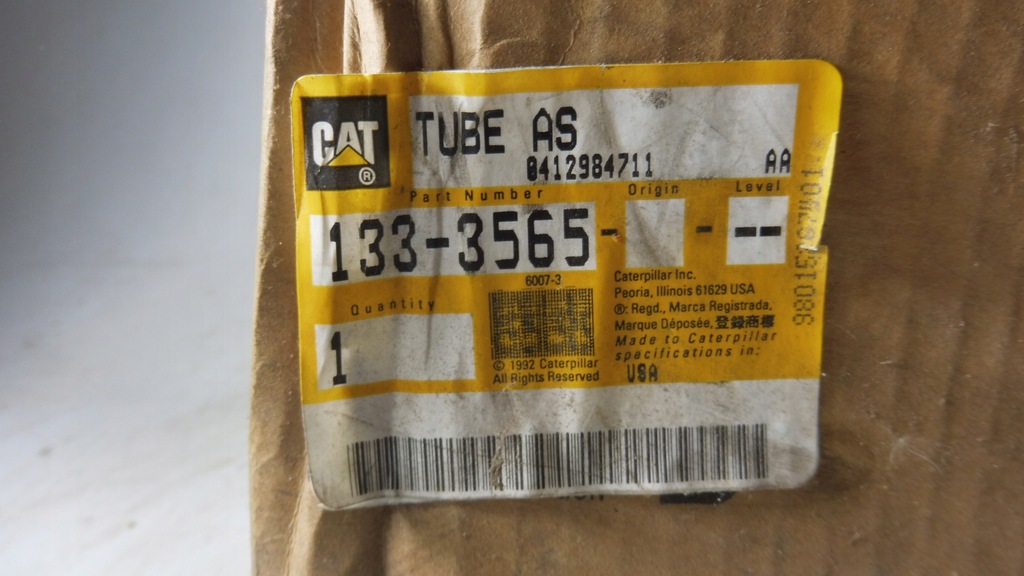 CAT ®
TUBE AS
0412984711 AA
Part Number Origin Level
133-3565- - --
6007-3
Quantity
1
© 1992 Caterpillar
All Rights Reserved
Caterpillar Inc.
Peoria, Illinois 61629 USA
®: Regd., Marca Registrada,
Marque Déposée, 登録商標
Made to Caterpillar
specifications in:
USA